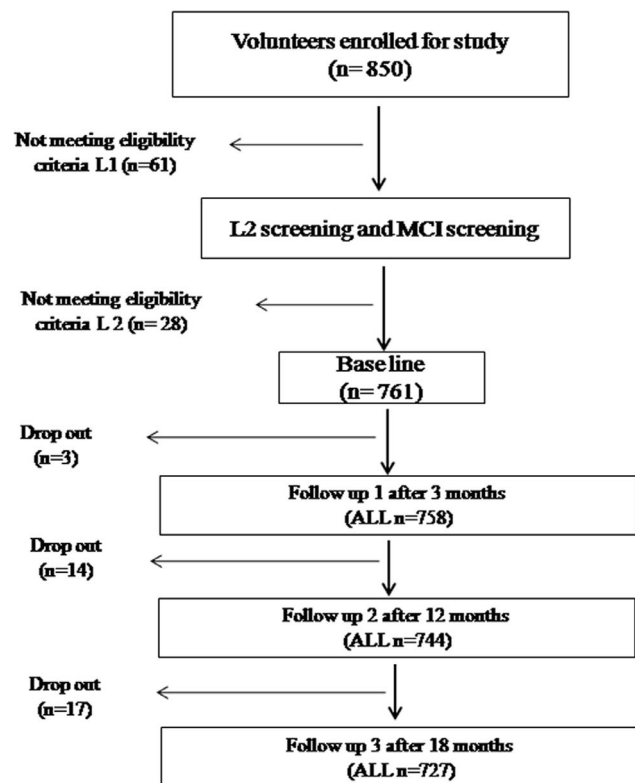 Volunteers enrolled for study
(n= 850)
Not meeting eligibility
criteria L1 (n=61)
L2 screening and MCI screening
Not meeting eligibility
criteria L 2 (n= 28)
Base line
(n=761)
Drop out
(n=3)
Follow up 1 after 3 months
(ALL n=758)
Drop out
(n=14)
Follow up 2 after 12 months
(ALL n=744)
Drop out
(n=17)
Follow up 3 after 18 months
(ALL n=727)